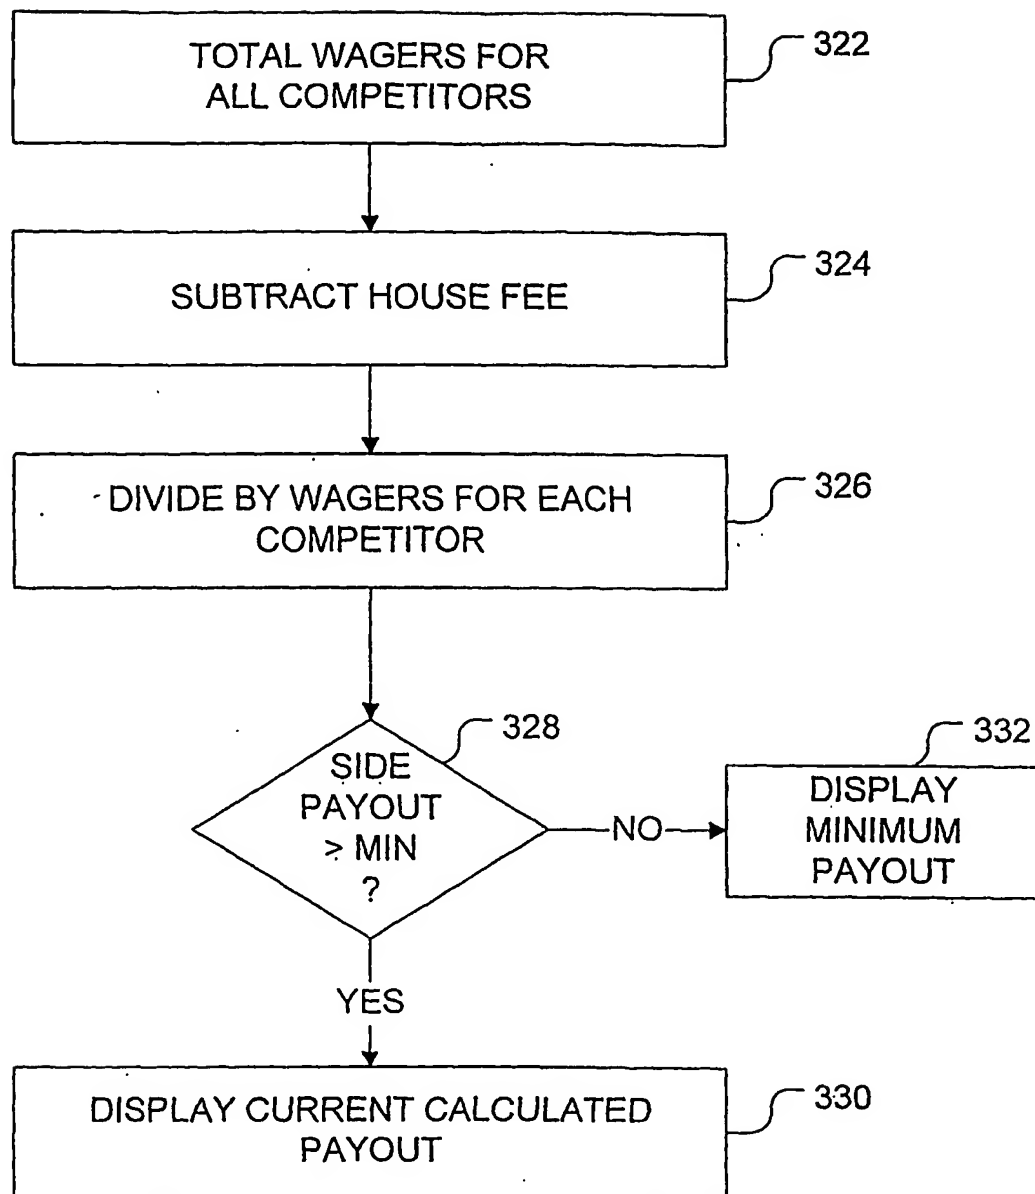 TOTAL WAGERS FOR
ALL COMPETITORS
322
SUBTRACT HOUSE FEE
324
DIVIDE BY WAGERS FOR EACH
COMPETITOR
326
SIDE
PAYOUT
> MIN
?
328
NO
DISPLAY
MINIMUM
PAYOUT
332
YES
DISPLAY CURRENT CALCULATED
PAYOUT
330